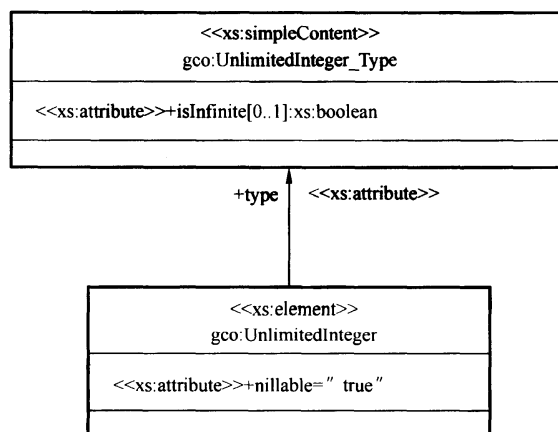 <<xs:simpleContent>>
gco:UnlimitedInteger_Type
<<xs:attribute>>+isInfinite[0..1]:xs:boolean
+type <<xs:attribute>>
<<xs:element>>
gco:UnlimitedInteger
<<xs:attribute>>+nillable=″ true″